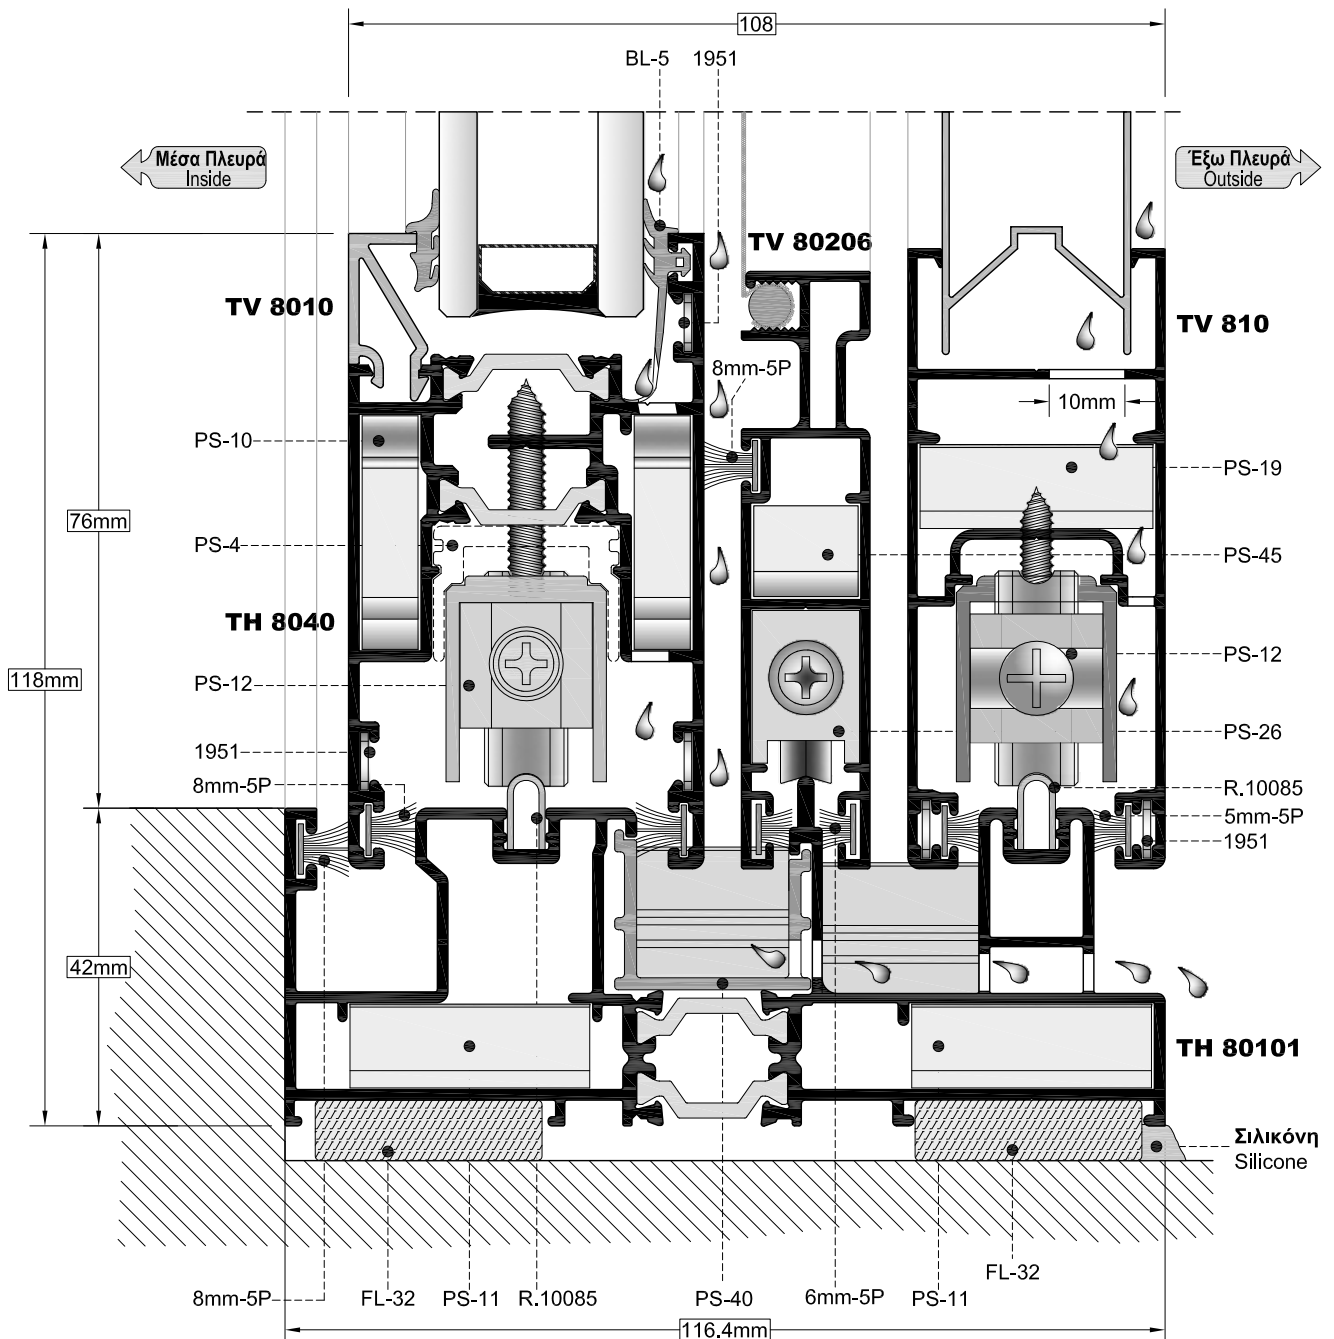 108
BL-5 1951
Μέσα Πλευρά
Inside
Έξω Πλευρά
Outside
TV 80206
TV 8010
TV 810
8mm-5P
10mm
PS-10
PS-19
76mm
PS-4
PS-45
TH 8040
118mm
PS-12
PS-12
1951
PS-26
8mm-5P
R.10085
5mm-5P
1951
42mm
TH 80101
Σιλικόνη
Silicone
FL-32
8mm-5P FL-32 PS-11 R.10085 PS-40 6mm-5P PS-11
116.4mm